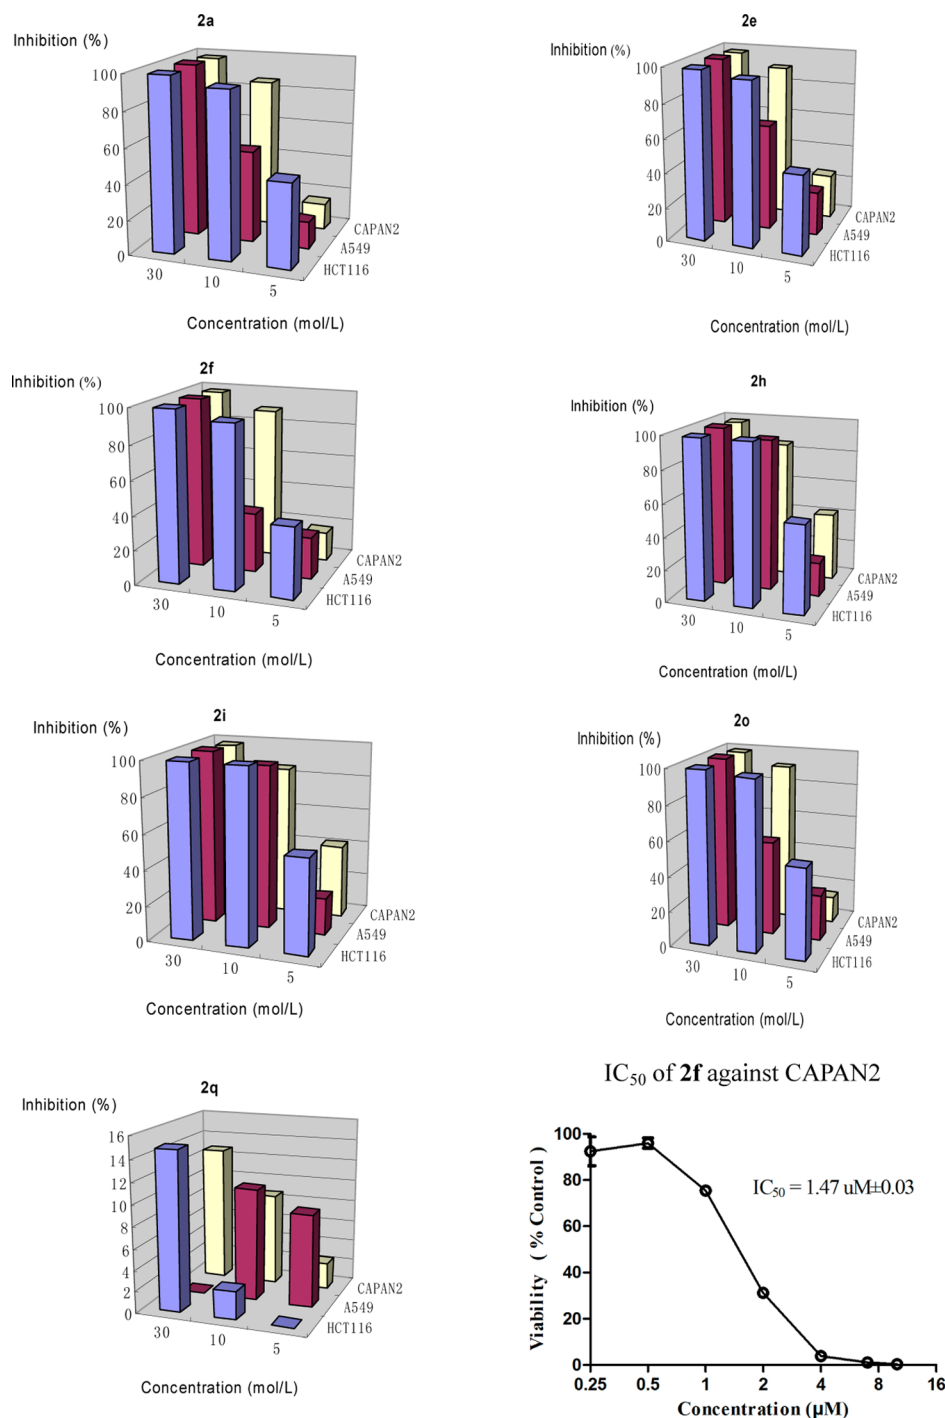 2a
Inhibition (%)
100
80
60
40
20
0
30
10
5
CAPAN2
A549
HCT116
Concentration (mol/L)
2e
Inhibition (%)
100
80
60
40
20
0
30
10
5
CAPAN2
A549
HCT116
Concentration (mol/L)
2f
Inhibition (%)
100
80
60
40
20
0
30
10
5
CAPAN2
A549
HCT116
Concentration (mol/L)
2h
Inhibition (%)
100
80
60
40
20
0
30
10
5
CAPAN2
A549
HCT116
Concentration (mol/L)
2i
Inhibition (%)
100
80
60
40
20
0
30
10
5
CAPAN2
A549
HCT116
Concentration (mol/L)
2o
Inhibition (%)
100
80
60
40
20
0
30
10
5
CAPAN2
A549
HCT116
Concentration (mol/L)
2q
Inhibition (%)
16
14
12
10
8
6
4
2
0
30
10
5
CAPAN2
A549
HCT116
Concentration (mol/L)
IC50 of 2f against CAPAN2
Viability ( % Control )
100
80
60
40
20
0
IC50 = 1.47 uM±0.03
0.25 0.5 1 2 4 8 16
Concentration (μM)